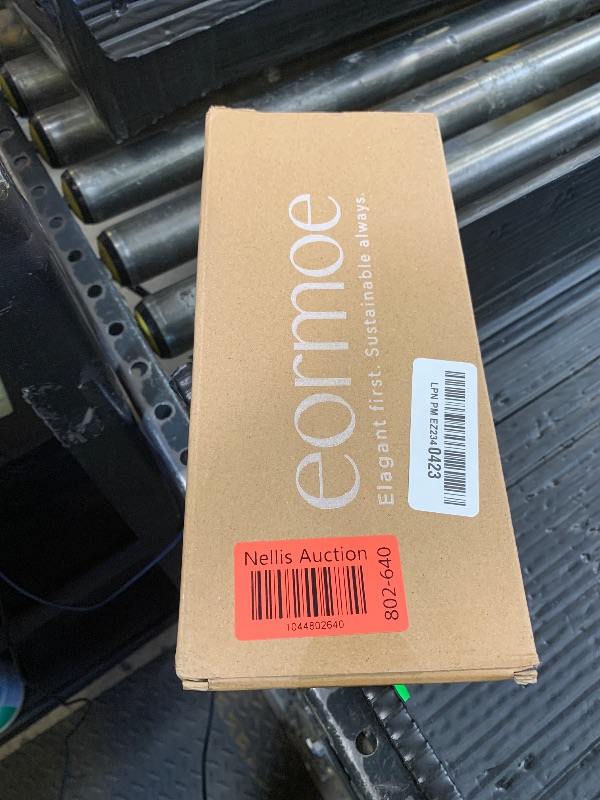 eormoe
Elagant first. Sustainable always.
LPN PM EZ234 0423
Nellis Auction
1044802640
802-640